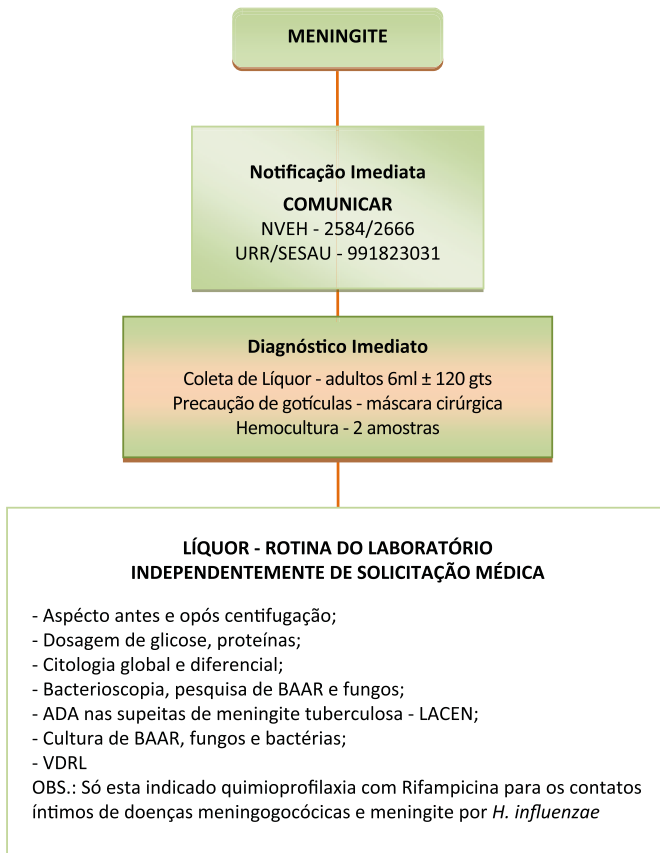 MENINGITE
Notificação Imediata
COMUNICAR
NVEH - 2584/2666
URR/SESAU - 991823031
Diagnóstico Imediato
Coleta de Líquor - adultos 6ml ± 120 gts
Precaução de gotículas - máscara cirúrgica
Hemocultura - 2 amostras
LÍQUOR - ROTINA DO LABORATÓRIO
INDEPENDENTEMENTE DE SOLICITAÇÃO MÉDICA
- Aspécto antes e opós centifugação;
- Dosagem de glicose, proteínas;
- Citologia global e diferencial;
- Bacterioscopia, pesquisa de BAAR e fungos;
- ADA nas supeitas de meningite tuberculosa - LACEN;
- Cultura de BAAR, fungos e bactérias;
- VDRL
OBS.: Só esta indicado quimioprofilaxia com Rifampicina para os contatos
íntimos de doenças meningogocócicas e meningite por H. influenzae